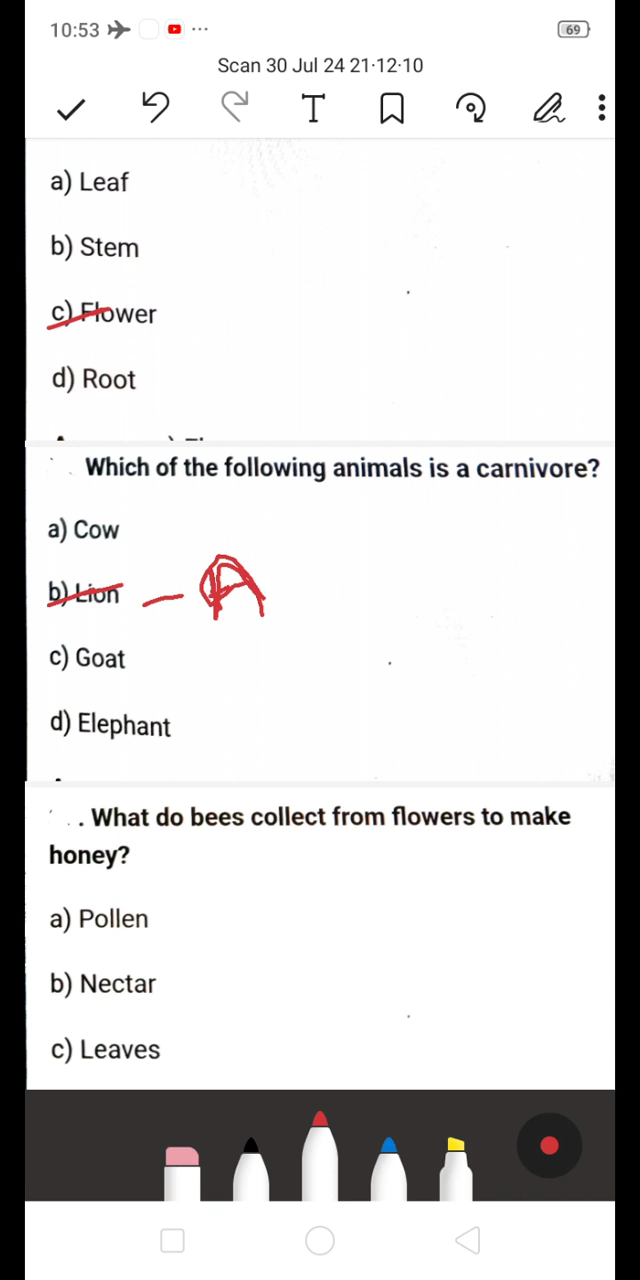 10:53
69
Scan 30 Jul 24 21·12·10
T
a) Leaf
b) Stem
c) Flower
d) Root
Which of the following animals is a carnivore?
a) Cow
b) Lion – A
c) Goat
d) Elephant
. What do bees collect from flowers to make
honey?
a) Pollen
b) Nectar
c) Leaves